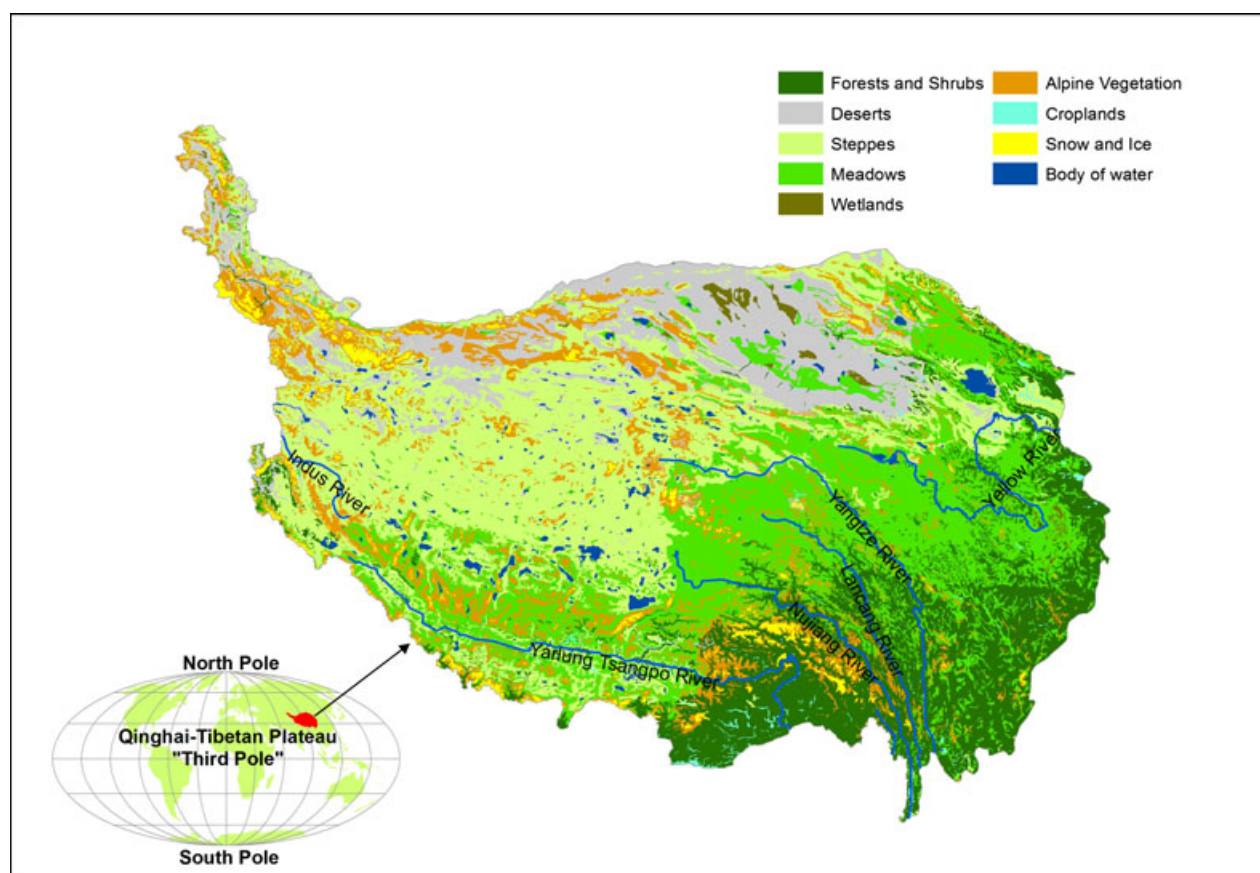 Forests and Shrubs
Deserts
Steppes
Meadows
Wetlands
Alpine Vegetation
Croplands
Snow and Ice
Body of water
Indus River
Yarlung Tsangpo River
Nujiang River
Lancang River
Yangtze River
Yellow River
North Pole
Qinghai-Tibetan Plateau
"Third Pole"
South Pole